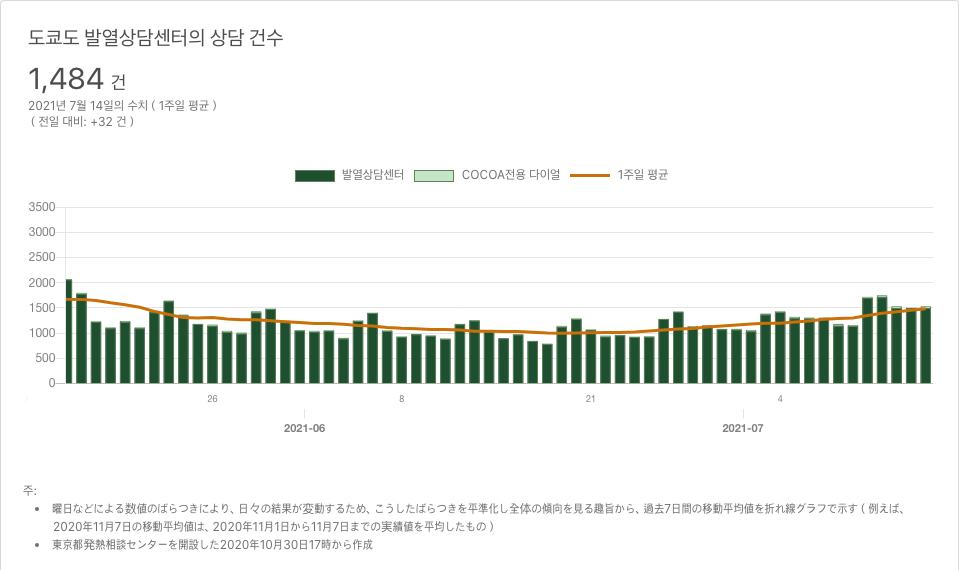 도쿄도 발열상담센터의 상담 건수
1,484 건
2021년 7월 14일의 수치 ( 1주일 평균 )
( 전일 대비: +32 건 )
발열상담센터 COCOA전용 다이얼 1주일 평균
3500
3000
2500
2000
1500
1000
500
0
26 8 21 4
2021-06 2021-07
주:
• 曜日などによる数値のばらつきにより、日々の結果が変動するため、こうしたばらつきを平準化し全体の傾向を見る趣旨から、過去7日間の移動平均値を折れ線グラフで示す ( 例えば、
2020年11月7日の移動平均値は、2020年11月1日から11月7日までの実績値を平均したもの )
• 東京都発熱相談センターを開設した2020年10月30日17時から作成